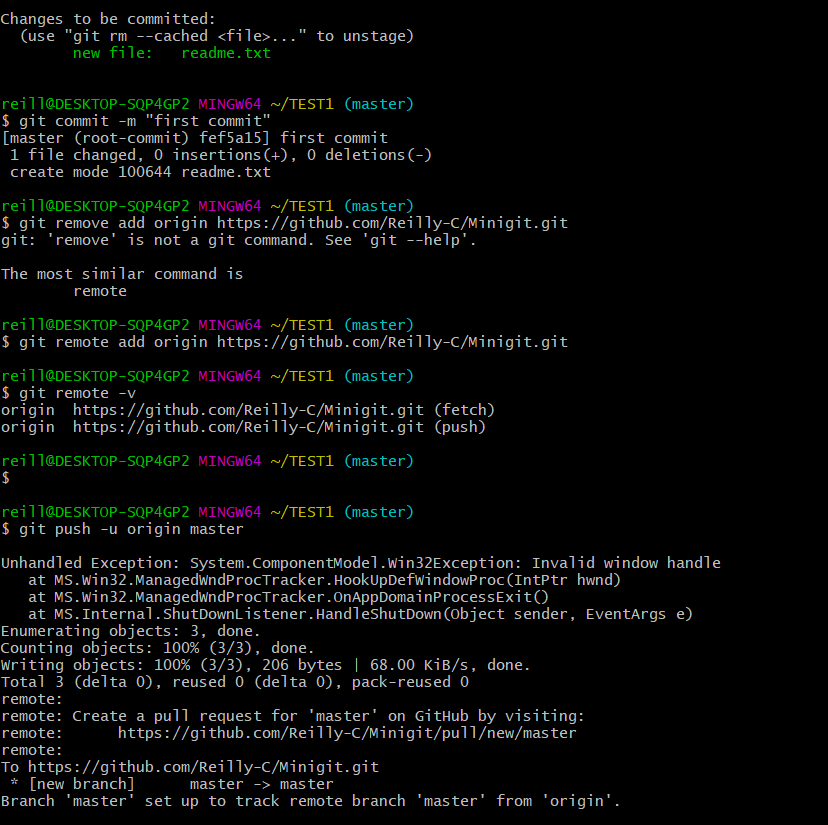 Changes to be committed:
  (use "git rm --cached <file>..." to unstage)
        new file:   readme.txt
reill@DESKTOP-SQP4GP2 MINGW64 ~/TEST1 (master)
$ git commit -m "first commit"
[master (root-commit) fef5a15] first commit
 1 file changed, 0 insertions(+), 0 deletions(-)
 create mode 100644 readme.txt
reill@DESKTOP-SQP4GP2 MINGW64 ~/TEST1 (master)
$ git remove add origin https://github.com/Reilly-C/Minigit.git
git: 'remove' is not a git command. See 'git --help'.
The most similar command is
        remote
reill@DESKTOP-SQP4GP2 MINGW64 ~/TEST1 (master)
$ git remote add origin https://github.com/Reilly-C/Minigit.git
reill@DESKTOP-SQP4GP2 MINGW64 ~/TEST1 (master)
$ git remote -v
origin  https://github.com/Reilly-C/Minigit.git (fetch)
origin  https://github.com/Reilly-C/Minigit.git (push)
reill@DESKTOP-SQP4GP2 MINGW64 ~/TEST1 (master)
$
reill@DESKTOP-SQP4GP2 MINGW64 ~/TEST1 (master)
$ git push -u origin master
Unhandled Exception: System.ComponentModel.Win32Exception: Invalid window handle
   at MS.Win32.ManagedWndProcTracker.HookUpDefWindowProc(IntPtr hwnd)
   at MS.Win32.ManagedWndProcTracker.OnAppDomainProcessExit()
   at MS.Internal.ShutDownListener.HandleShutDown(Object sender, EventArgs e)
Enumerating objects: 3, done.
Counting objects: 100% (3/3), done.
Writing objects: 100% (3/3), 206 bytes | 68.00 KiB/s, done.
Total 3 (delta 0), reused 0 (delta 0), pack-reused 0
remote:
remote: Create a pull request for 'master' on GitHub by visiting:
remote:      https://github.com/Reilly-C/Minigit/pull/new/master
remote:
To https://github.com/Reilly-C/Minigit.git
 * [new branch]      master -> master
Branch 'master' set up to track remote branch 'master' from 'origin'.